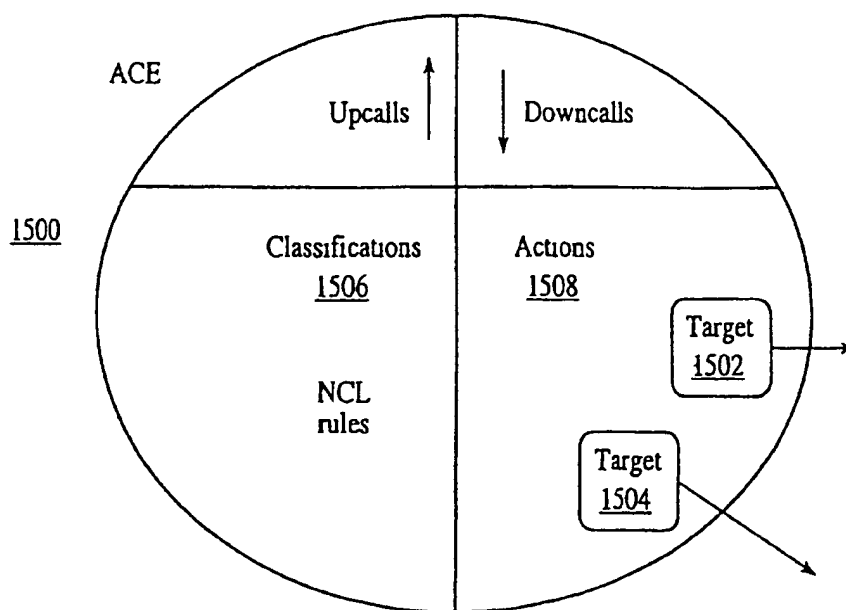 ACE
Upcalls
Downcalls
1500
Classifications
1506
Actions
1508
Target
1502
NCL
rules
Target
1504